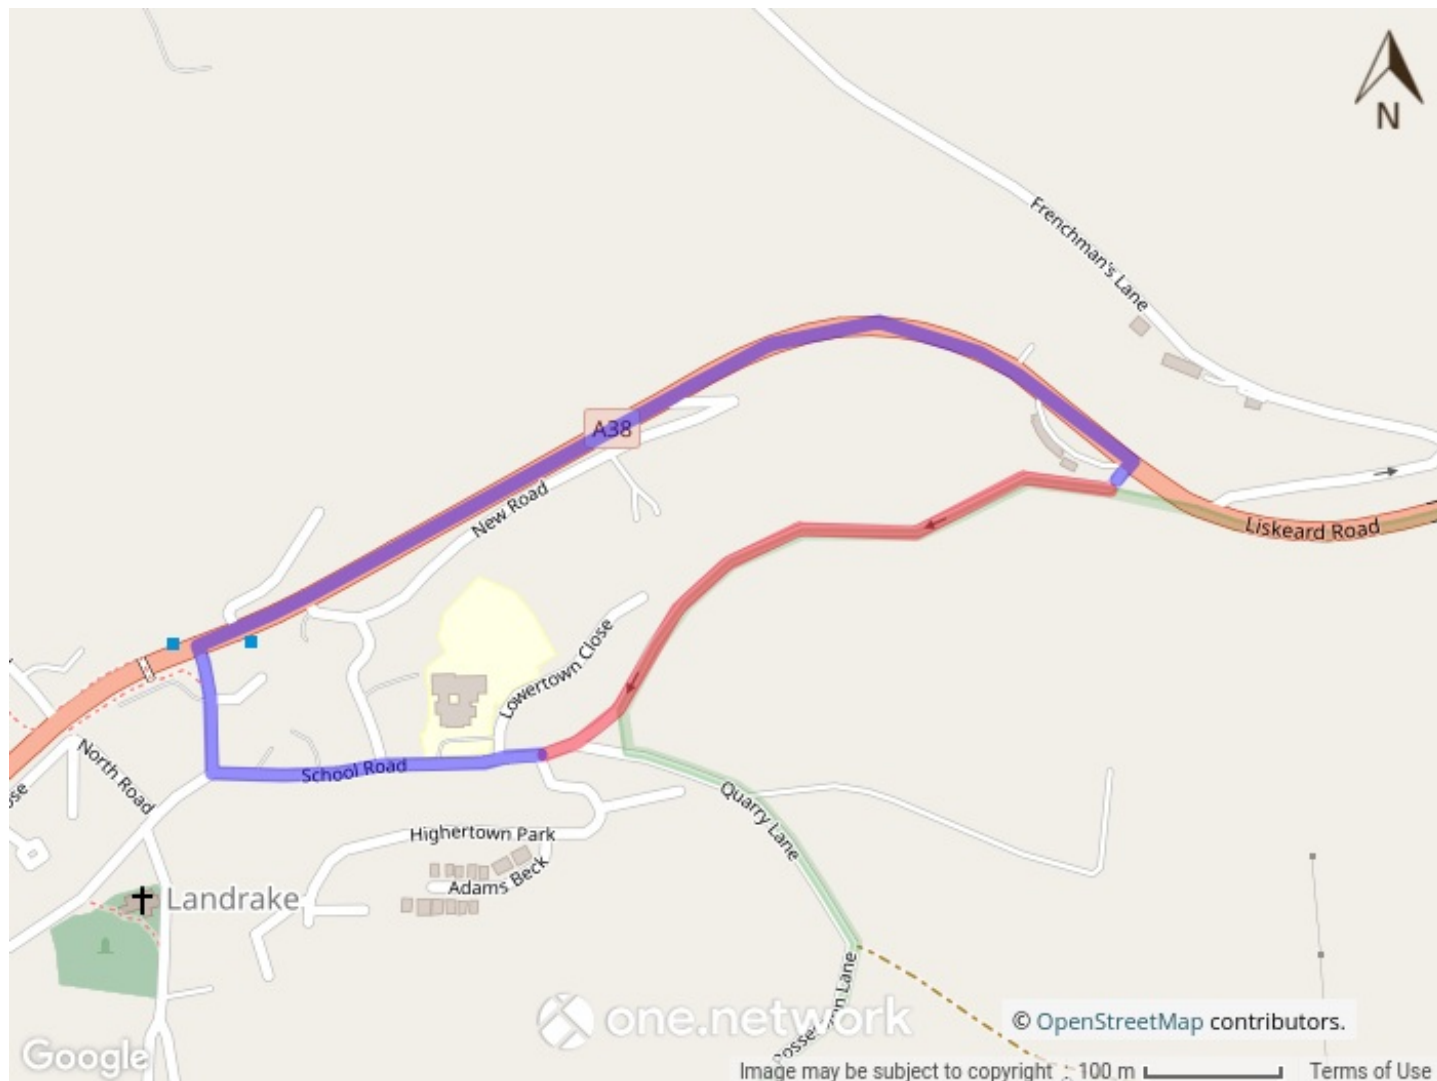 N
Frenchman's Lane
A38
New Road
Liskeard Road
Lowertown Close
School Road
North Road
Quarry Lane
Highertown Park
Adams Beck
Landrake
one.network
© OpenStreetMap contributors.
Google
Image may be subject to copyright
100 m
Terms of Use